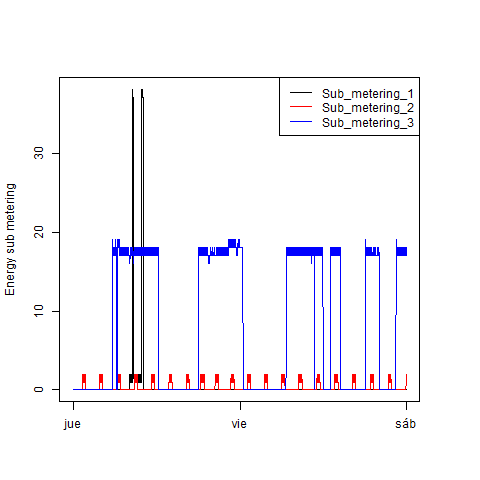 Sub_metering_1
Sub_metering_2
Sub_metering_3
Energy sub metering
30
20
10
0
jue vie sáb